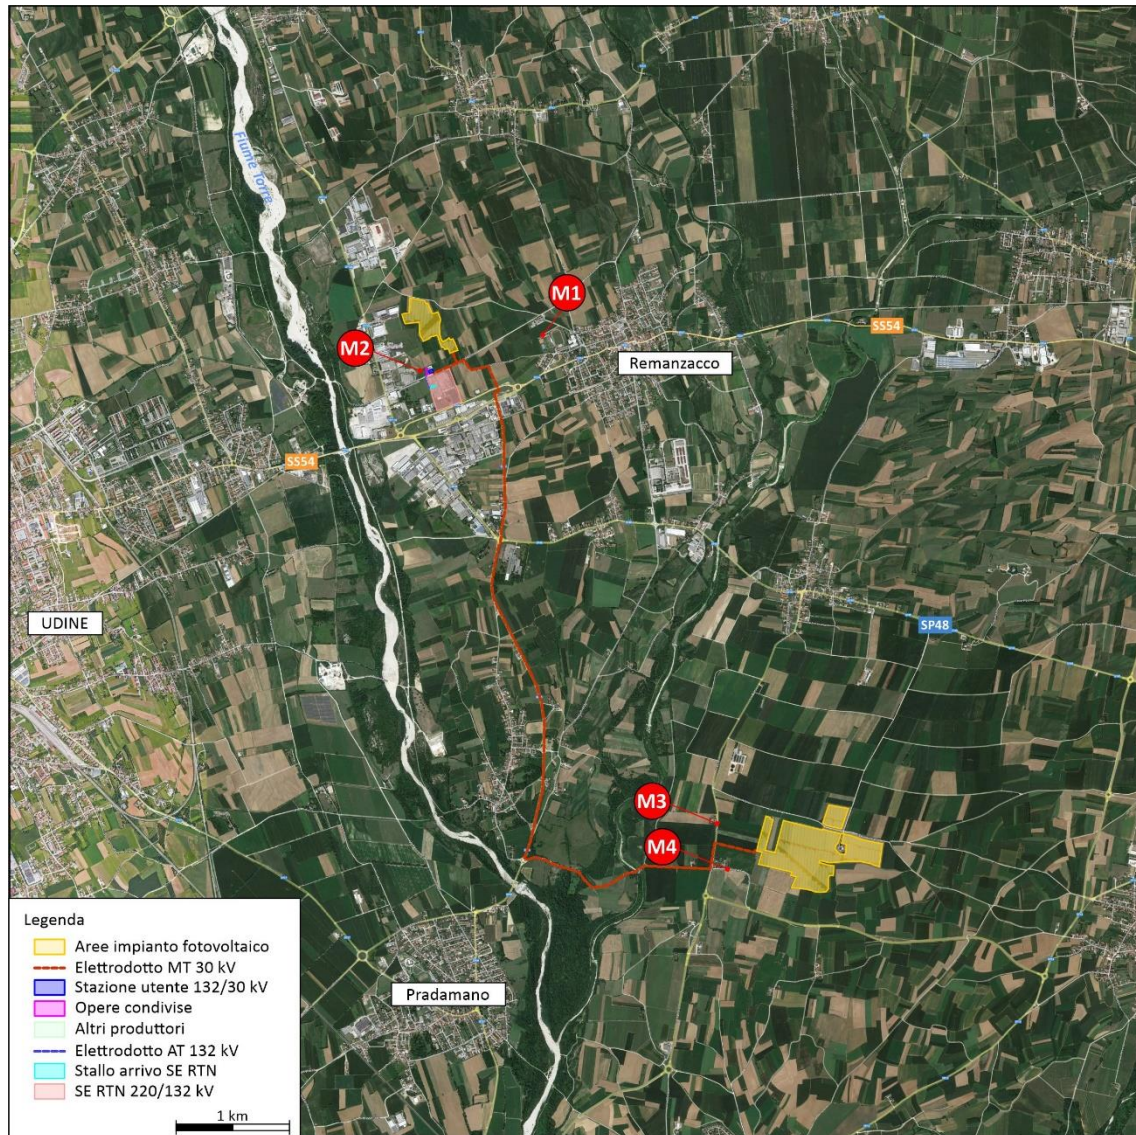 Fiume Torre
M1
M2
Remanzacco
SS54
SS54
UDINE
SP48
M3
M4
Pradamano
Legenda
Aree impianto fotovoltaico
Elettrodotto MT 30 kV
Stazione utente 132/30 kV
Opere condivise
Altri produttori
Elettrodotto AT 132 kV
Stallo arrivo SE RTN
SE RTN 220/132 kV
1 km